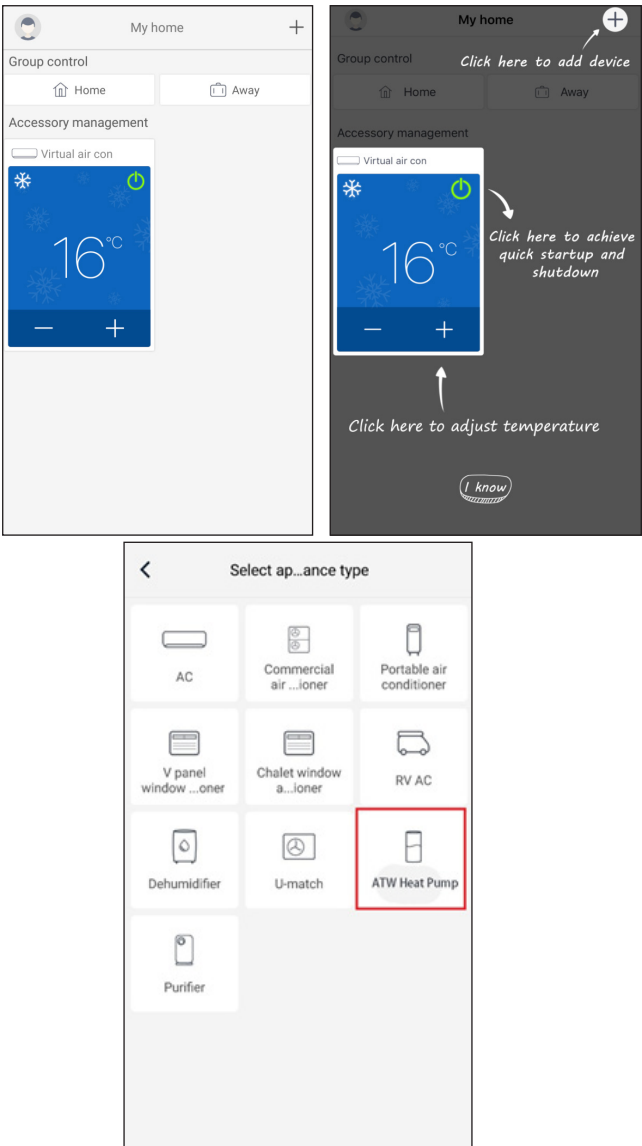 My home
+
Group control
Home
Away
Accessory management
Virtual air con
16°C
− +
My home
+
Click here to add device
Group control
Home
Away
Accessory management
Virtual air con
16°C
− +
Click here to achieve
quick startup and
shutdown
Click here to adjust temperature
I know
Select ap...ance type
AC
Commercial
air ...ioner
Portable air
conditioner
V panel
window ...oner
Chalet window
a...ioner
RV AC
Dehumidifier
U-match
ATW Heat Pump
Purifier